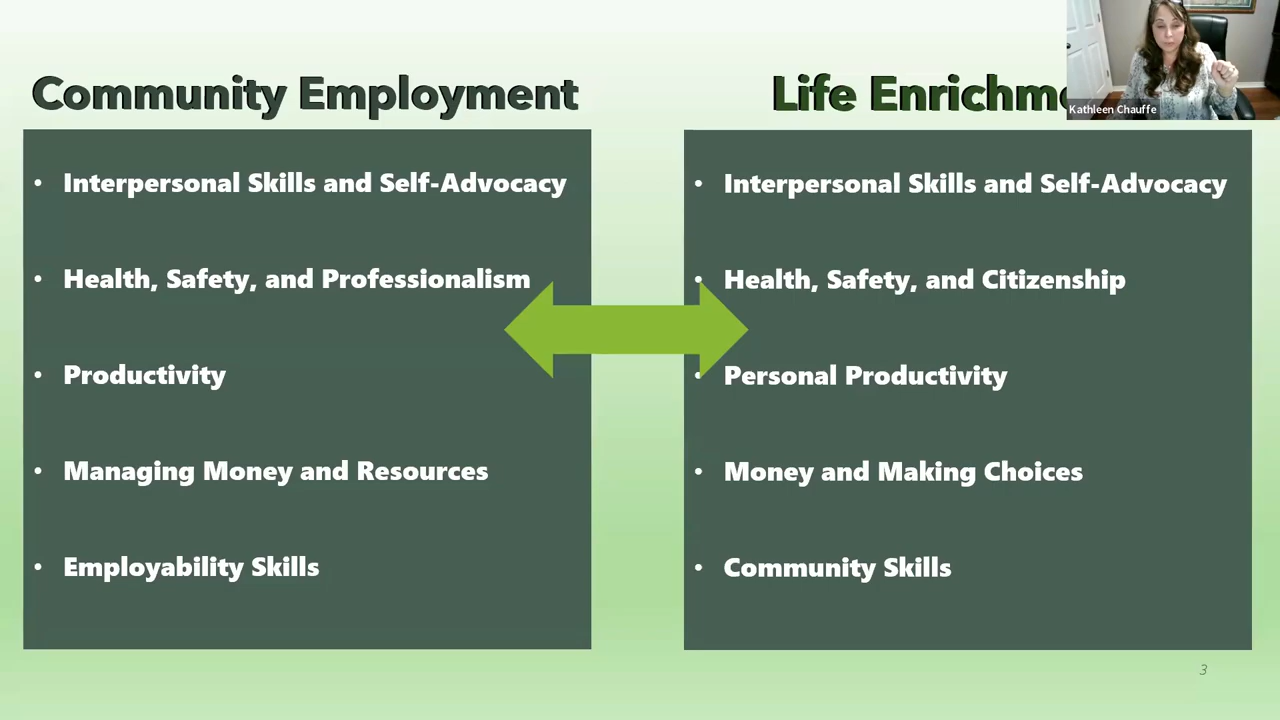 Community Employment
Life Enrichme
Kathleen Chauffe
• Interpersonal Skills and Self-Advocacy
• Health, Safety, and Professionalism
• Productivity
• Managing Money and Resources
• Employability Skills
• Interpersonal Skills and Self-Advocacy
• Health, Safety, and Citizenship
• Personal Productivity
• Money and Making Choices
• Community Skills
3